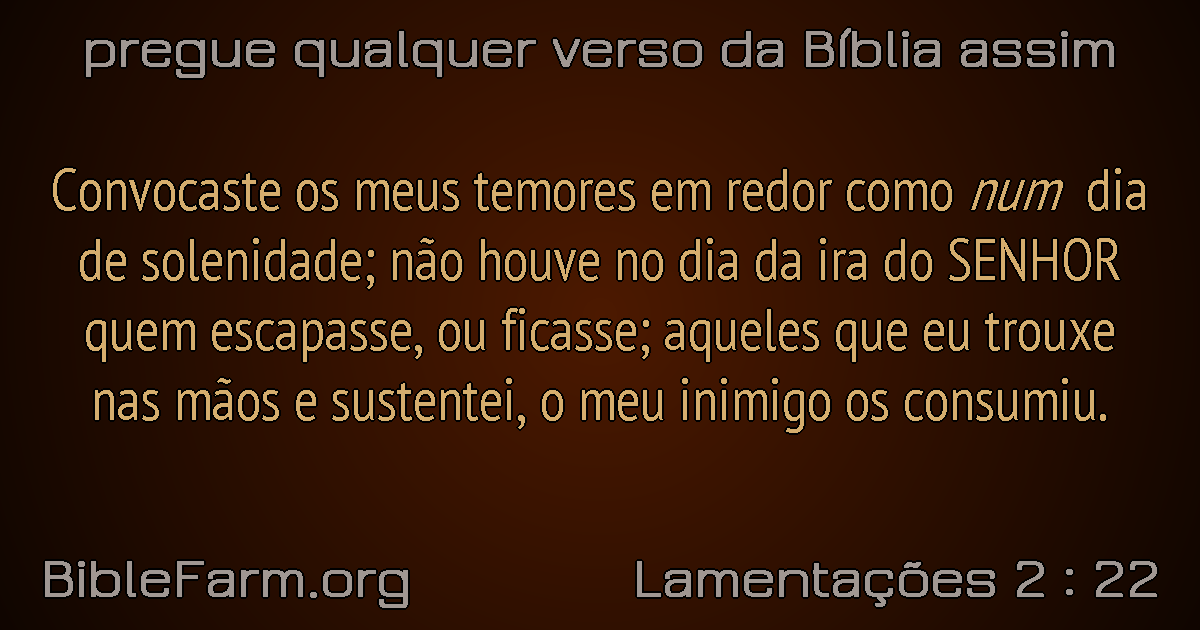 pregue qualquer verso da Bíblia assim
Convocaste os meus temores em redor como num dia
de solenidade; não houve no dia da ira do SENHOR
quem escapasse, ou ficasse; aqueles que eu trouxe
nas mãos e sustentei, o meu inimigo os consumiu.
BibleFarm.org
Lamentações 2 : 22